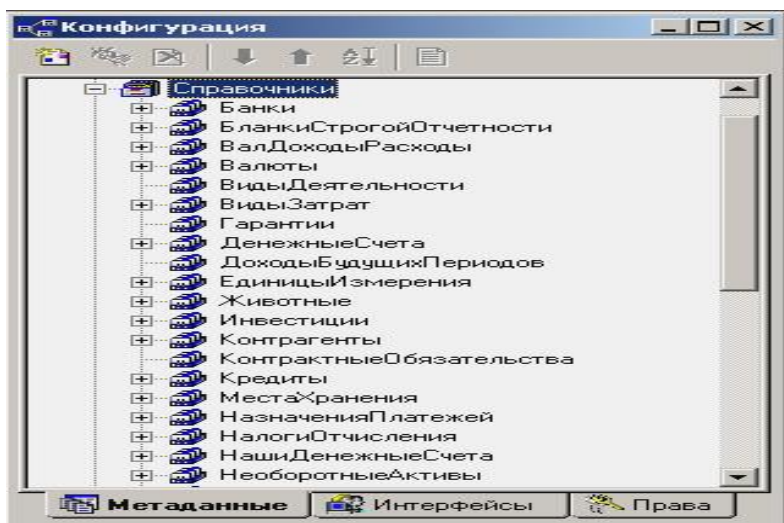 Конфигурация
Справочники
Банки
БланкиСтрогойОтчетности
ВалДоходыРасходы
Валюты
ВидыДеятельности
ВидыЗатрат
Гарантии
ДенежныеСчета
ДоходыБудущихПериодов
ЕдиницыИзмерения
Животные
Инвестиции
Контрагенты
КонтрактныеОбязательства
Кредиты
МестаХранения
НазначенияПлатежей
НалогиОтчисления
НашиДенежныеСчета
НеоборотныеАктивы
Метаданные Интерфейсы Права